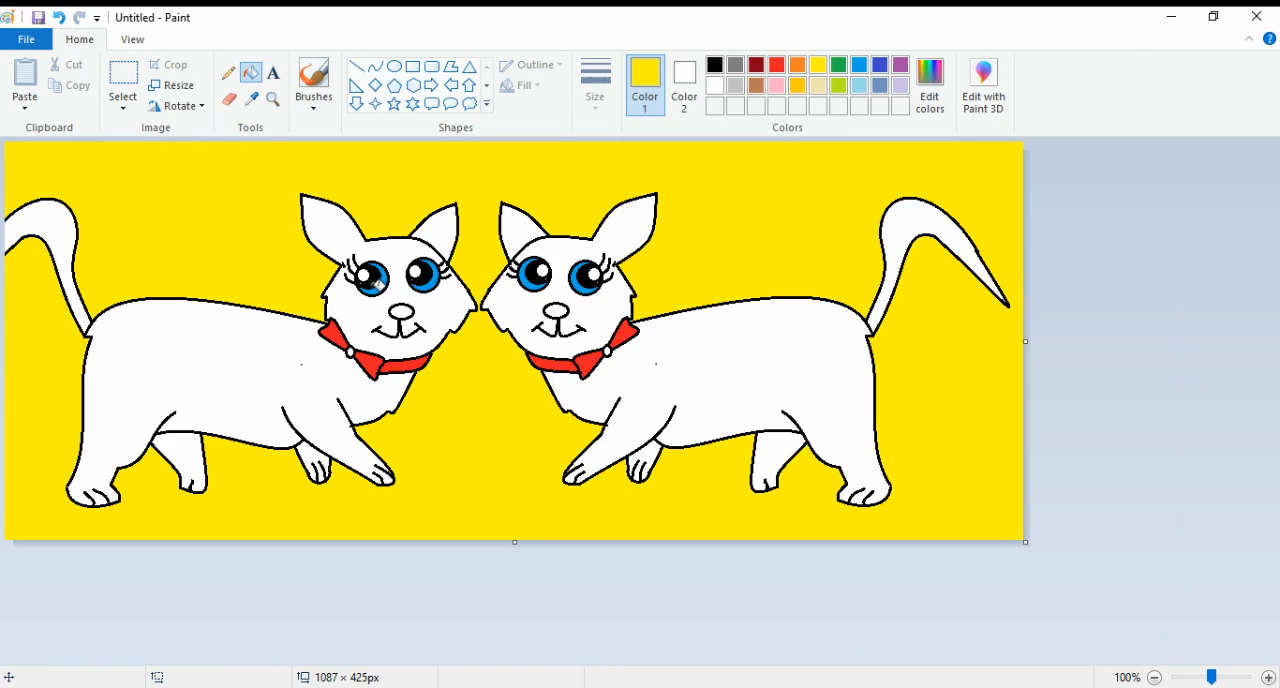 Untitled - Paint
File Home View
Paste
Cut
Copy
Clipboard
Select
Crop
Resize
Rotate
Image
A
Tools
Brushes
Outline
Fill
Shapes
Size
Color 1
Color 2
Edit colors
Colors
Edit with Paint 3D
1087 × 425px
100%